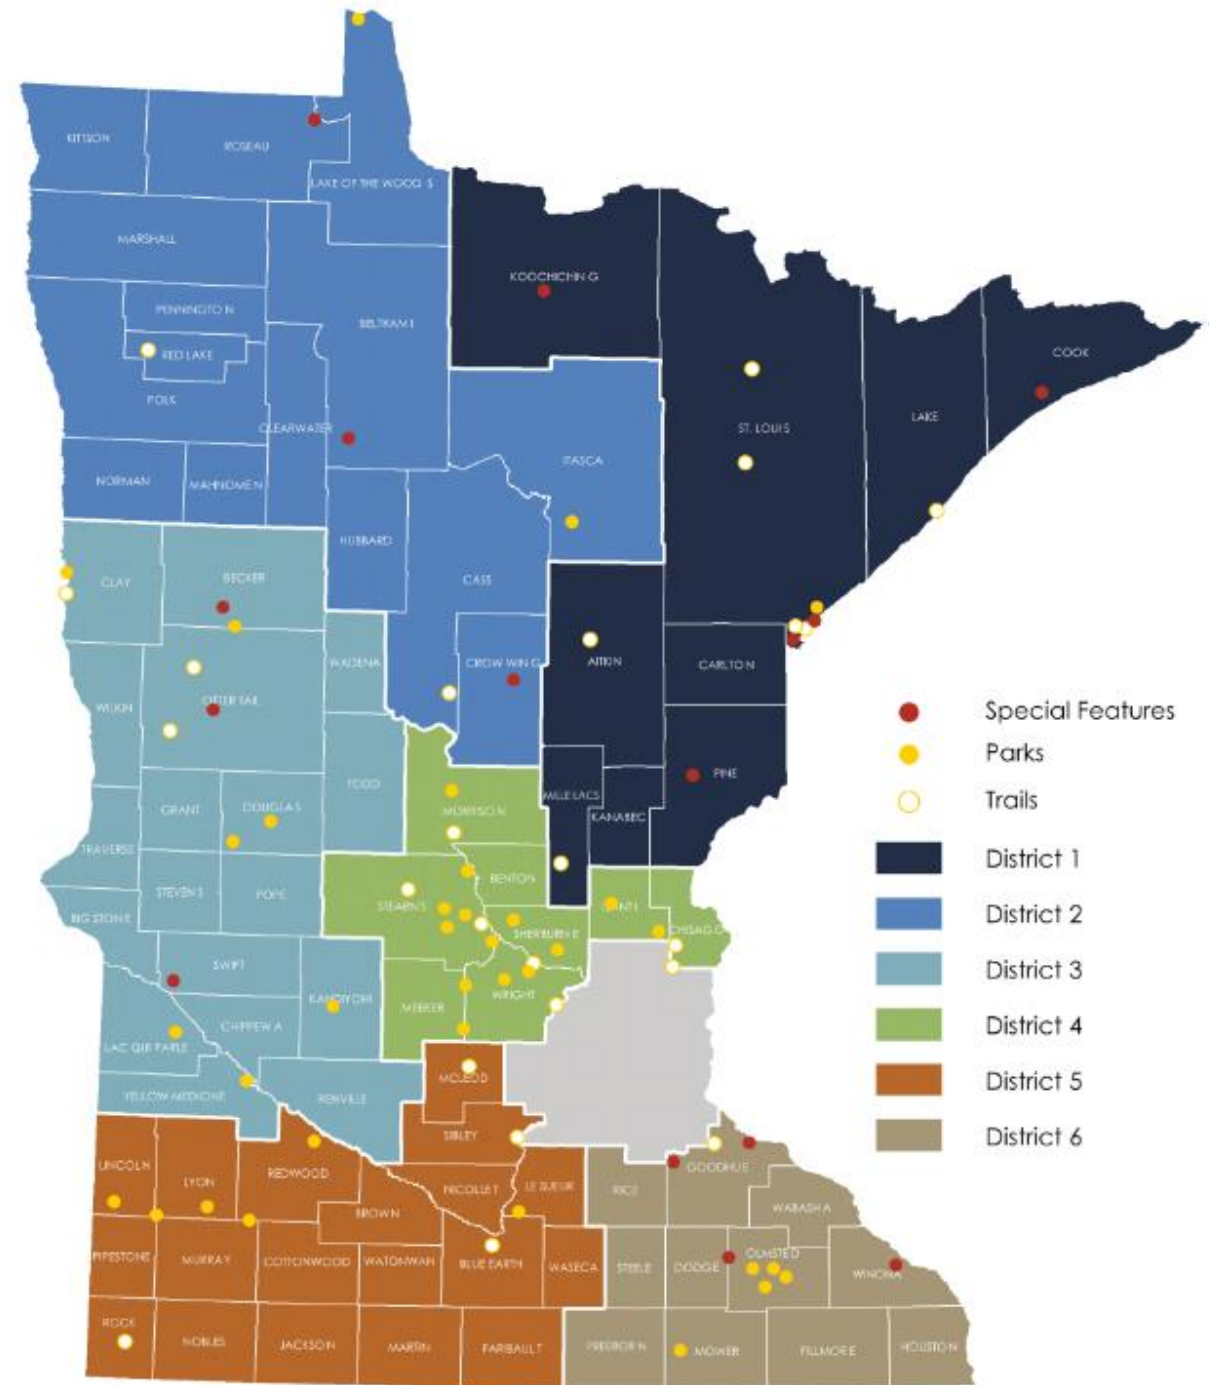 KITTSON
ROSEAU
LAKE OF THE WOOD S
MARSHALL
KOOCHICHIN G
PENNINGTO N
BELTRAM I
RED LAKE
COOK
POLK
LAKE
CLEARWATER
ST. LOUIS
ITASCA
NORMAN
MAHNOMEN
HUBBARD
CLAY
BECKER
CASS
WADENA
CROW WIN G
AITKIN
CARLTO N
OTTER TAIL
WILKIN
Special Features
Parks
Trails
PINE
TODD
MILLE LACS
GRANT
DOUGLA S
MORRISO N
KANABEC
TRAVERSE
District 1
STEVEN S
POPE
BENTON
STEARN S
BIG STON E
SHERBURN E
ISANTI
CHISAG O
District 2
SWIFT
District 3
KANDIYOHI
MEEKER
WRIGHT
CHIPPEW A
LAC QUI PARLE
District 4
YELLOW MEDICINE
RENVILLE
MCLEOD
District 5
SIBLEY
District 6
LINCOLN
LYON
REDWOOD
NICOLLE T
LE SUEUR
RICE
GOODHUE
BROWN
WABASH A
PIPESTONE
MURRAY
COTTONWOOD
WATONWAN
BLUE EARTH
WASECA
STEELE
DODGE
OLMSTE D
WINONA
ROCK
NOBLES
JACKSON
MARTIN
FARIBAULT
FREEBOR N
MOWER
FILLMOR E
HOUSTON